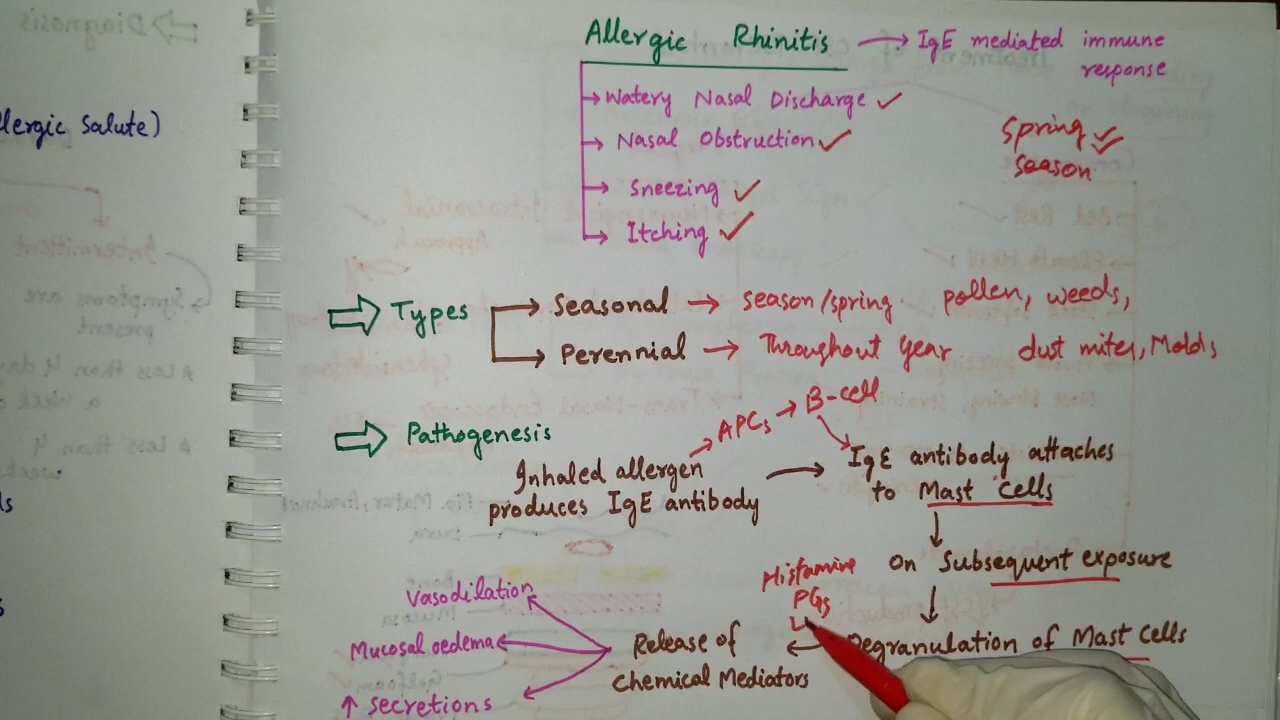 Allergic Rhinitis → IgE mediated immune
response
→ Watery Nasal Discharge ✓
→ Nasal Obstruction ✓
→ Sneezing ✓
→ Itching ✓
Spring
Season
llergic Salute)
⇒ Types → Seasonal → season/spring pollen, weeds,
→ Perennial → Throughout year dust mites, Molds
⇒ Pathogenesis
→ APCs → B-cell
Inhaled allergen
produces IgE antibody
→ IgE antibody attaches
to Mast Cells
↓
On Subsequent exposure
↓
Degranulation of Mast Cells
Histamine
PGs
← Release of
Chemical Mediators
Vasodilation
Mucosal oedema
↑ secretions